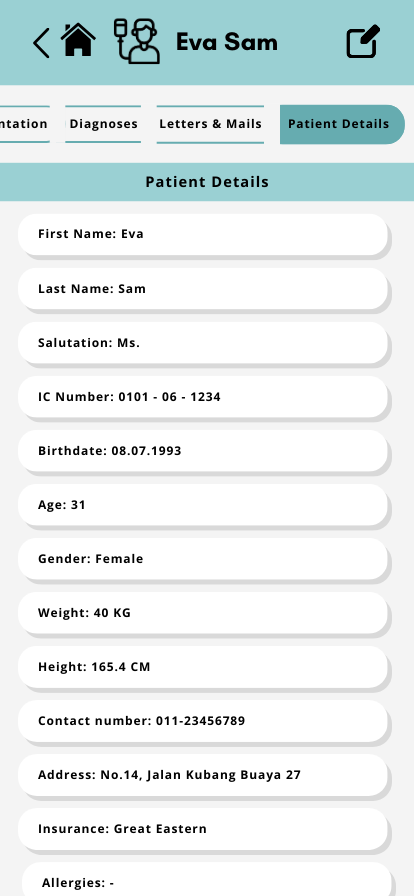 Eva Sam
ntation Diagnoses Letters & Mails Patient Details
Patient Details
First Name: Eva
Last Name: Sam
Salutation: Ms.
IC Number: 0101 - 06 - 1234
Birthdate: 08.07.1993
Age: 31
Gender: Female
Weight: 40 KG
Height: 165.4 CM
Contact number: 011-23456789
Address: No.14, Jalan Kubang Buaya 27
Insurance: Great Eastern
Allergies: -